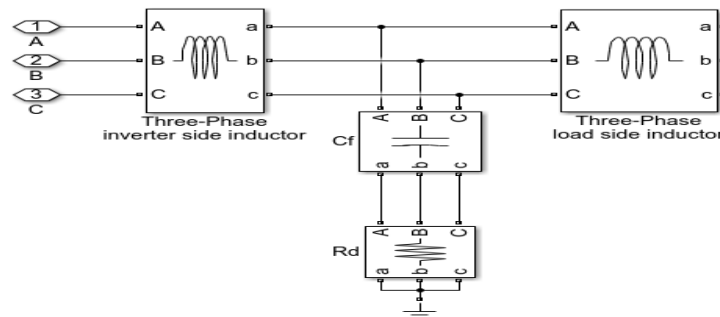 1
A
2
B
3
C
A a
B b
C c
Three-Phase
inverter side inductor
A a
B b
C c
Three-Phase
load side inductor
Cf
A B C
a b c
Rd
A B C
a b c